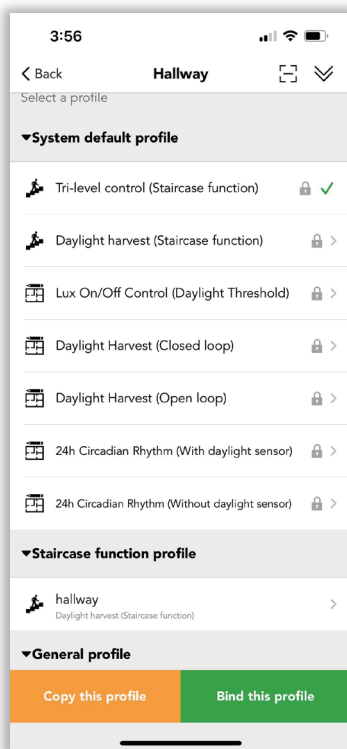 3:56
Back
Hallway
Select a profile
▾System default profile
Tri-level control (Staircase function)
Daylight harvest (Staircase function)
Lux On/Off Control (Daylight Threshold)
Daylight Harvest (Closed loop)
Daylight Harvest (Open loop)
24h Circadian Rhythm (With daylight sensor)
24h Circadian Rhythm (Without daylight sensor)
▾Staircase function profile
hallway
Daylight harvest (Staircase function)
▾General profile
Copy this profile
Bind this profile